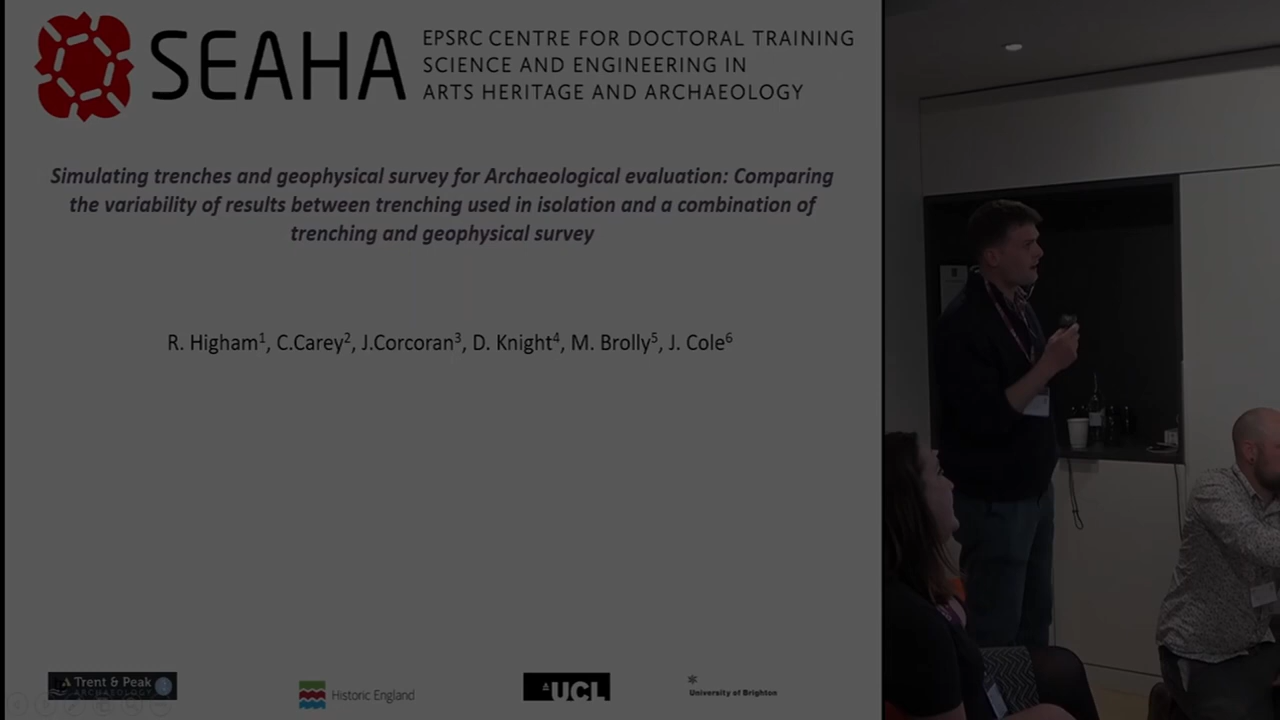 SEAHA
EPSRC CENTRE FOR DOCTORAL TRAINING
SCIENCE AND ENGINEERING IN
ARTS HERITAGE AND ARCHAEOLOGY
Simulating trenches and geophysical survey for Archaeological evaluation: Comparing
the variability of results between trenching used in isolation and a combination of
trenching and geophysical survey
R. Higham¹, C.Carey², J.Corcoran³, D. Knight⁴, M. Brolly⁵, J. Cole⁶
Trent & Peak
ARCHAEOLOGY
Historic England
UCL
University of Brighton